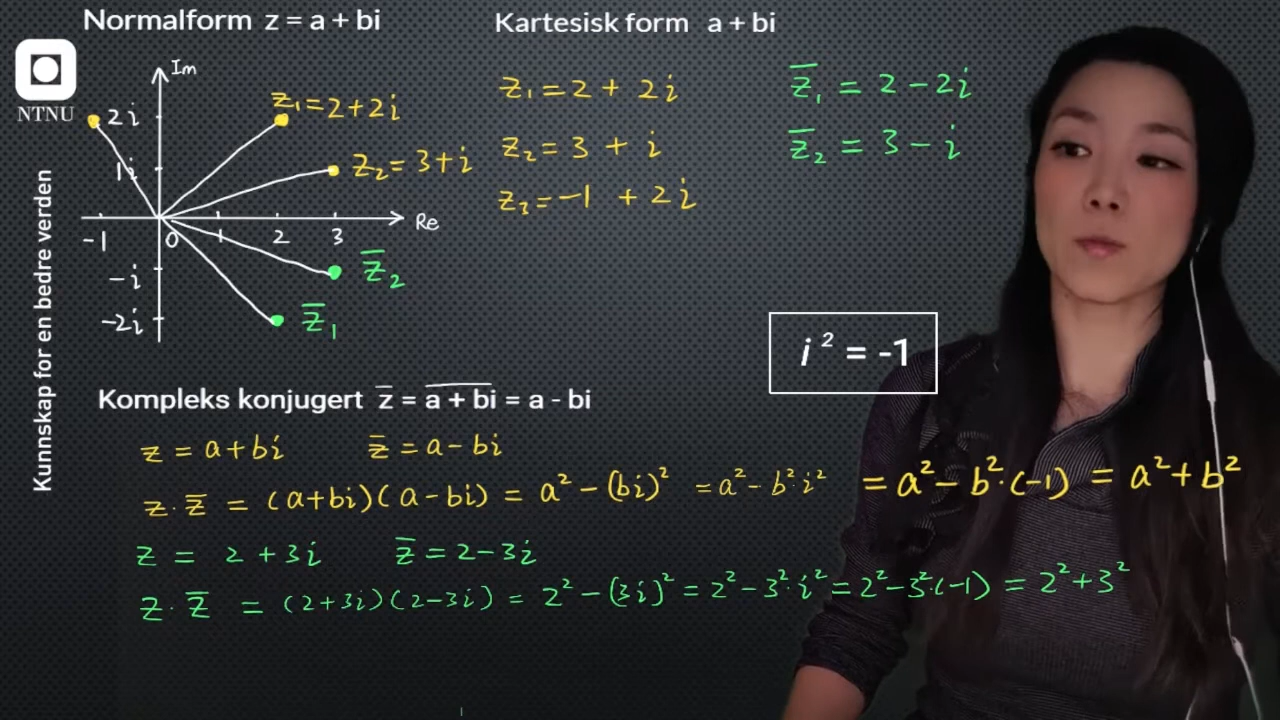 Normalform z = a + bi
Kartesisk form a + bi
NTNU
Kunnskap for en bedre verden
Im
2i
1i
-1
0
1
2
3
Re
-i
-2i
z₁=2+2i
z₂=3+i
z̅₂
z̅₁
z₁=2+2i
z₂=3+i
z₃=-1+2i
z̅₁=2-2i
z̅₂=3-i
i² = -1
Kompleks konjugert z̅ = a̅ ̅+̅ ̅b̅i̅ = a - bi
z = a+bi z̅ = a-bi
z·z̅ = (a+bi)(a-bi) = a²-(bi)² = a²-b²·i² = a²-b²·(-1) = a²+b²
z = 2+3i z̅ = 2-3i
z·z̅ = (2+3i)(2-3i) = 2²-(3i)² = 2²-3²·i² = 2²-3²·(-1) = 2²+3²